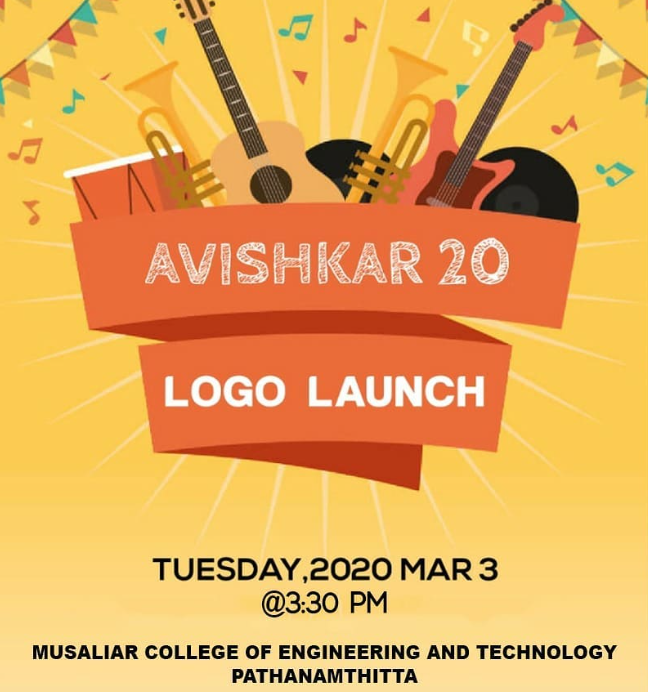 AVISHKAR 20
LOGO LAUNCH
TUESDAY,2020 MAR 3
@3:30 PM
MUSALIAR COLLEGE OF ENGINEERING AND TECHNOLOGY
PATHANAMTHITTA